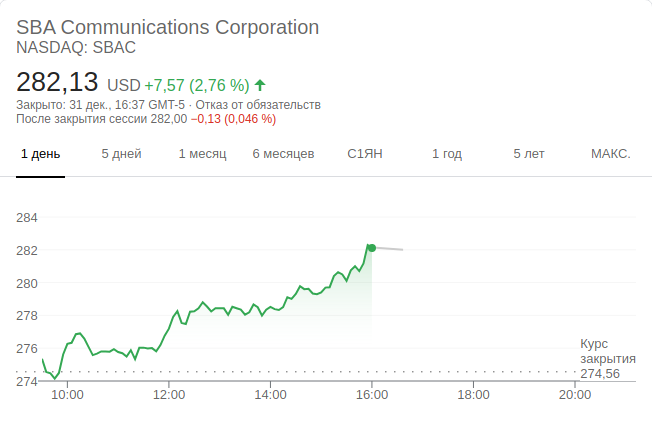 SBA Communications Corporation
NASDAQ: SBAC
282,13 USD +7,57 (2,76 %)
Закрыто: 31 дек., 16:37 GMT-5 · Отказ от обязательств
После закрытия сессии 282,00 −0,13 (0,046 %)
1 день 5 дней 1 месяц 6 месяцев С1ЯН 1 год 5 лет МАКС.
284
282
280
278
276
274
Курс
закрытия
274,56
10:00 12:00 14:00 16:00 18:00 20:00